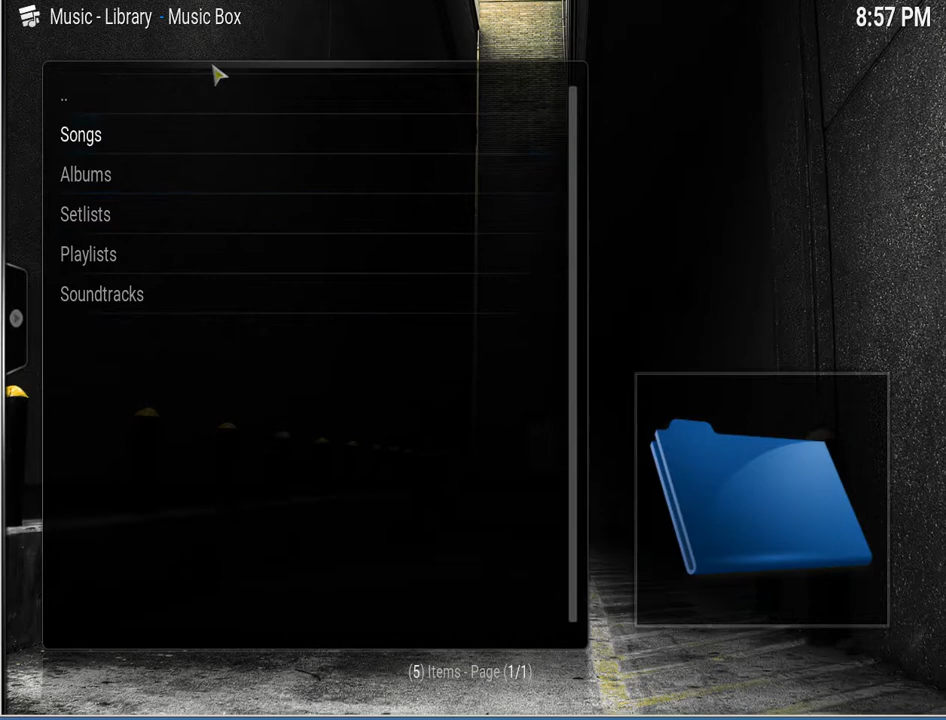 Music - Library - Music Box
8:57 PM
..
Songs
Albums
Setlists
Playlists
Soundtracks
(5) Items - Page (1/1)